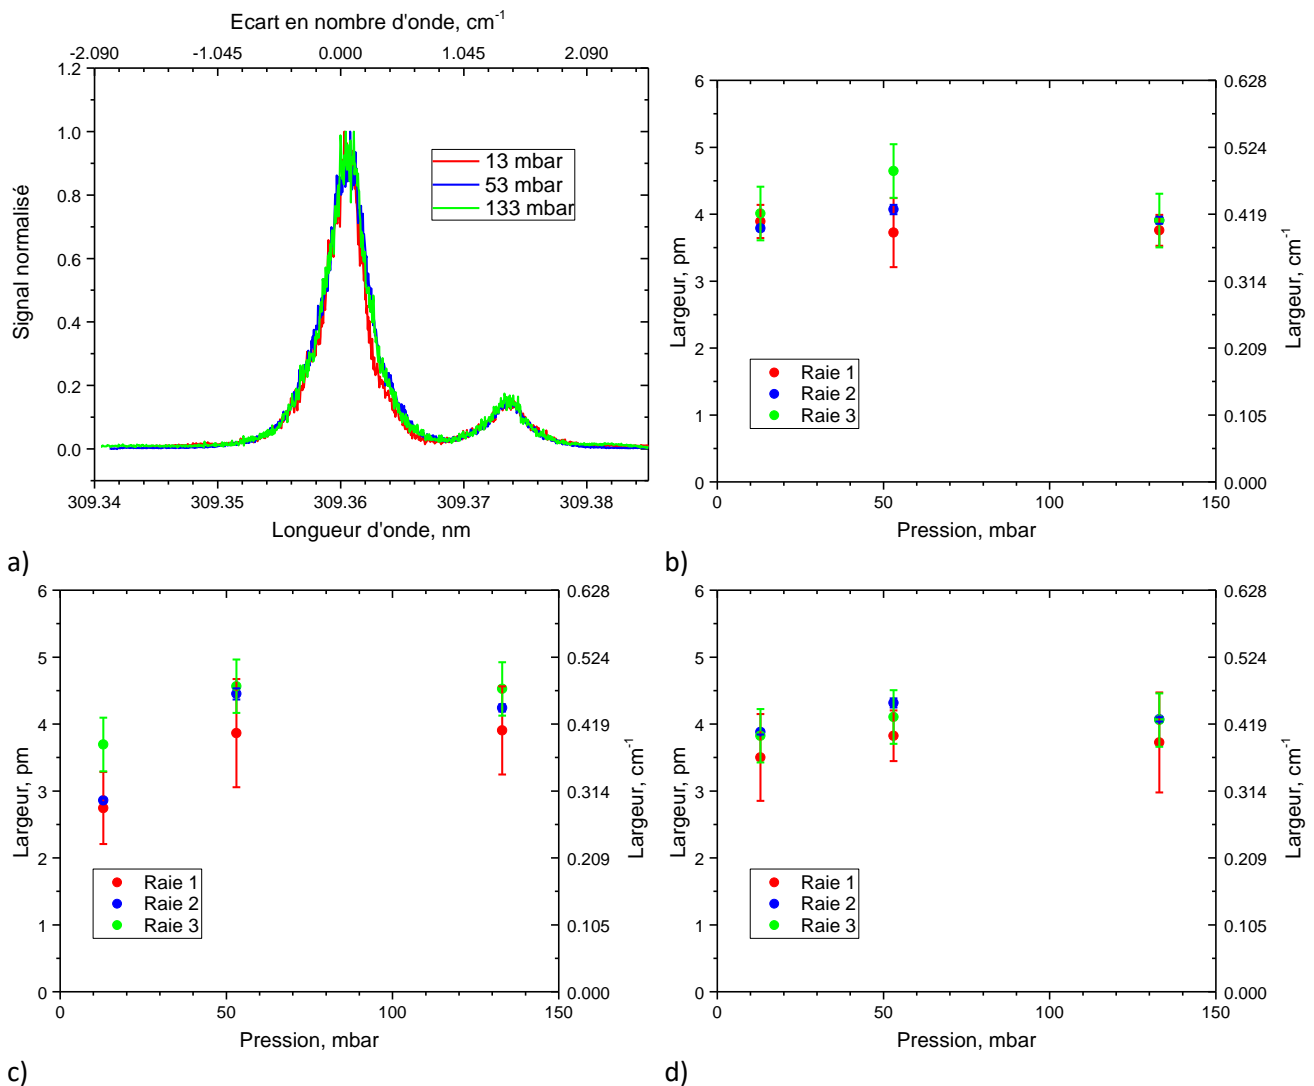 Ecart en nombre d'onde, cm-1
-2.090 -1.045 0.000 1.045 2.090
1.2
1.0
0.8
0.6
0.4
0.2
0.0
Signal normalisé
13 mbar
53 mbar
133 mbar
309.34 309.35 309.36 309.37 309.38
Longueur d'onde, nm
a)
6
5
4
3
2
1
0
Largeur, pm
0.628
0.524
0.419
0.314
0.209
0.105
0.000
Largeur, cm-1
Raie 1
Raie 2
Raie 3
0 50 100 150
Pression, mbar
b)
6
5
4
3
2
1
0
Largeur, pm
0.628
0.524
0.419
0.314
0.209
0.105
0.000
Largeur, cm-1
Raie 1
Raie 2
Raie 3
0 50 100 150
Pression, mbar
c)
6
5
4
3
2
1
0
Largeur, pm
0.628
0.524
0.419
0.314
0.209
0.105
0.000
Largeur, cm-1
Raie 1
Raie 2
Raie 3
0 50 100 150
Pression, mbar
d)